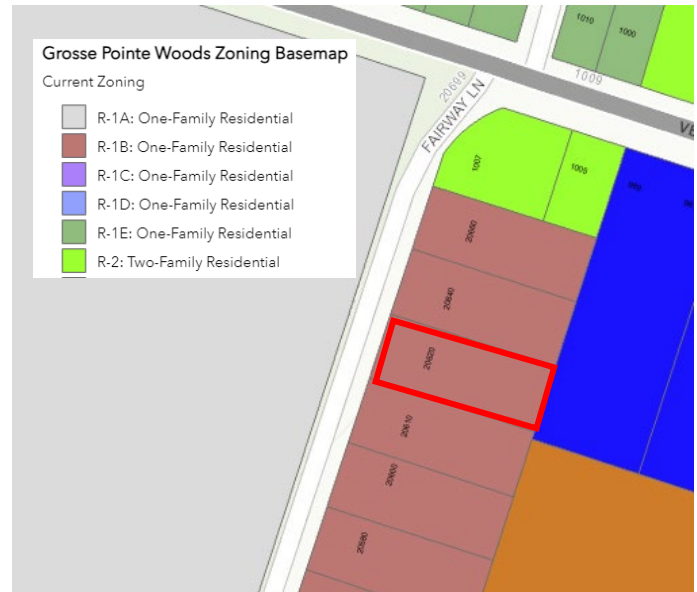 Grosse Pointe Woods Zoning Basemap
Current Zoning
R-1A: One-Family Residential
R-1B: One-Family Residential
R-1C: One-Family Residential
R-1D: One-Family Residential
R-1E: One-Family Residential
R-2: Two-Family Residential
1010
1000
1009
20699
FAIRWAY LN
VE
1007
1005
20660
20640
20620
20610
20600
20580